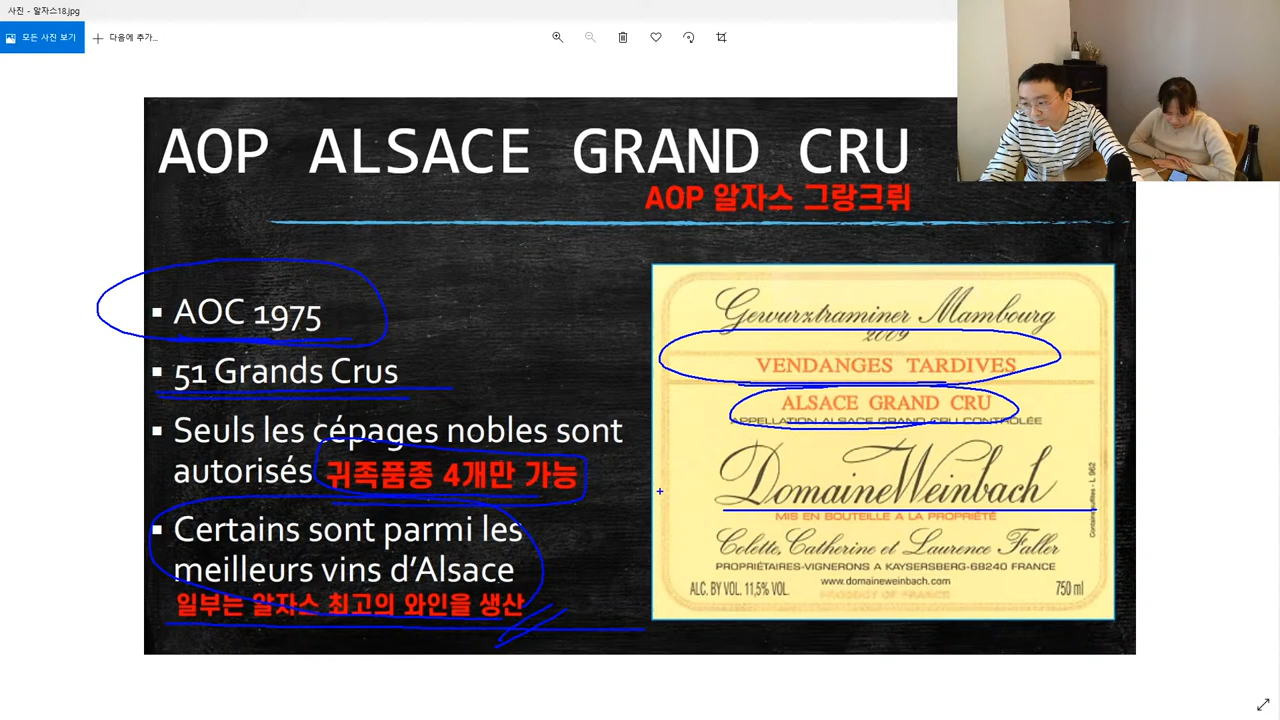 사진 - 알자스18.jpg
모든 사진 보기
다음에 추가...
AOP ALSACE GRAND CRU
AOP 알자스 그랑크뤼
AOC 1975
51 Grands Crus
Seuls les cépages nobles sont
autorisés 귀족품종 4개만 가능
Certains sont parmi les
meilleurs vins d'Alsace
일부는 알자스 최고의 와인을 생산
Gewurztraminer Mambourg
2009
VENDANGES TARDIVES
ALSACE GRAND CRU
APPELLATION ALSACE GRAND CRU CONTRÔLÉE
Domaine Weinbach
MIS EN BOUTEILLE A LA PROPRIÉTÉ
Colette, Catherine et Laurence Faller
PROPRIÉTAIRES-VIGNERONS A KAYSERSBERG-68240 FRANCE
ALC. BY VOL. 11,5% VOL.
www.domaineweinbach.com
750 ml
PRODUCT OF FRANCE
L 962